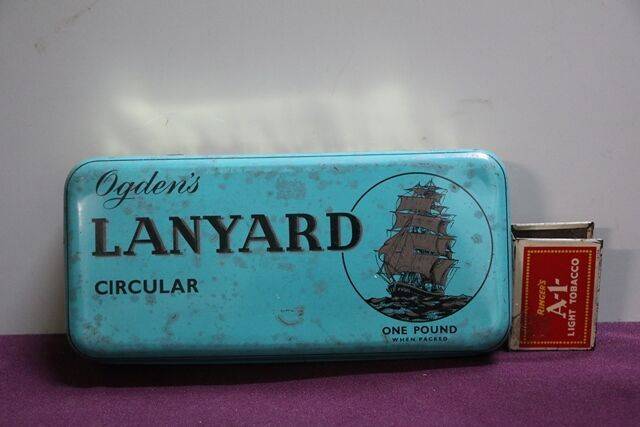 Ogden's
LANYARD
CIRCULAR
ONE POUND
WHEN PACKED
RINGER'S
A-1-
LIGHT TOBACCO